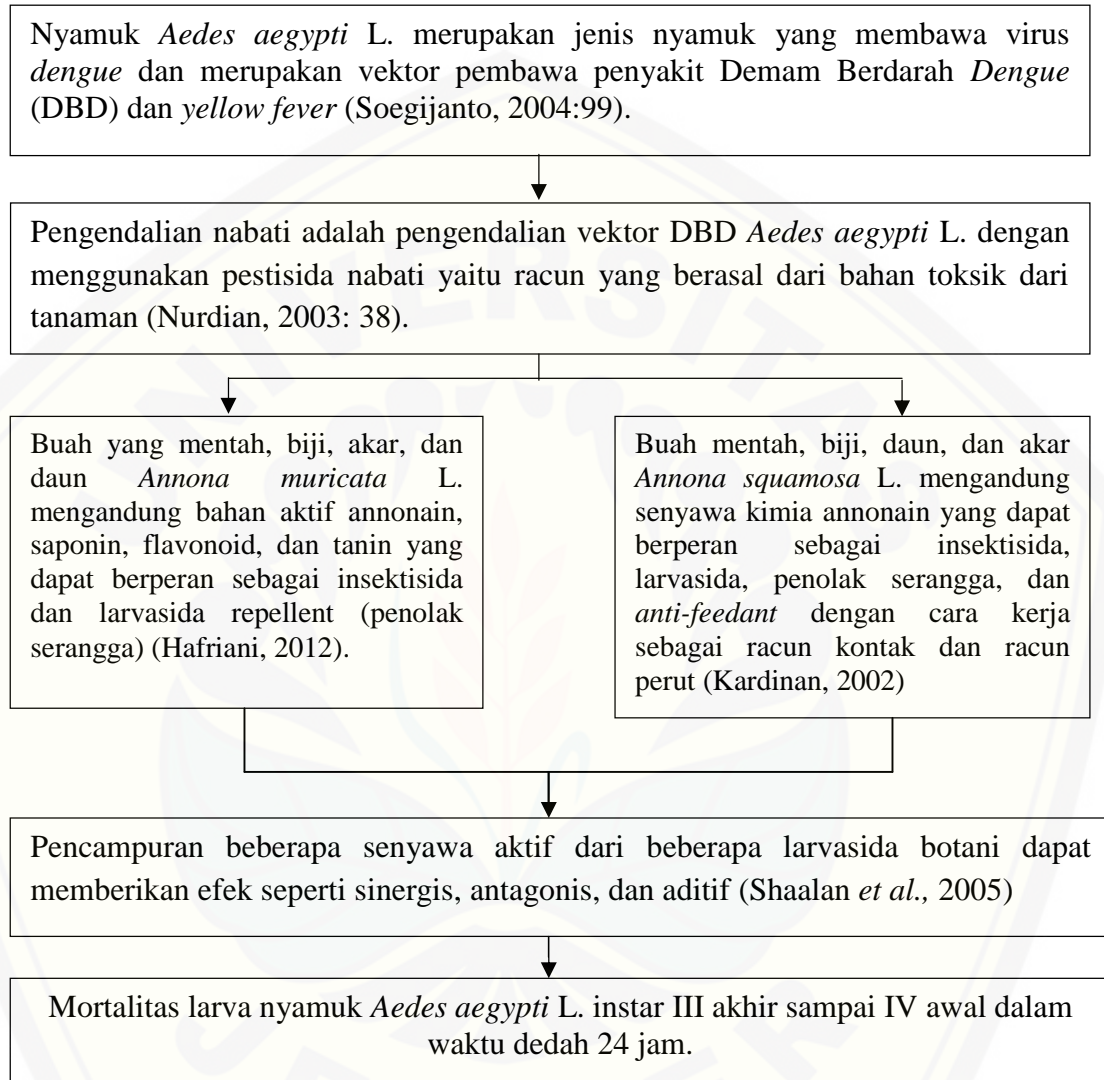 Nyamuk Aedes aegypti L. merupakan jenis nyamuk yang membawa virus
dengue dan merupakan vektor pembawa penyakit Demam Berdarah Dengue
(DBD) dan yellow fever (Soegijanto, 2004:99).
Pengendalian nabati adalah pengendalian vektor DBD Aedes aegypti L. dengan
menggunakan pestisida nabati yaitu racun yang berasal dari bahan toksik dari
tanaman (Nurdian, 2003: 38).
Buah yang mentah, biji, akar, dan
daun Annona muricata L.
mengandung bahan aktif annonain,
saponin, flavonoid, dan tanin yang
dapat berperan sebagai insektisida
dan larvasida repellent (penolak
serangga) (Hafriani, 2012).
Buah mentah, biji, daun, dan akar
Annona squamosa L. mengandung
senyawa kimia annonain yang dapat
berperan sebagai insektisida,
larvasida, penolak serangga, dan
anti-feedant dengan cara kerja
sebagai racun kontak dan racun
perut (Kardinan, 2002)
Pencampuran beberapa senyawa aktif dari beberapa larvasida botani dapat
memberikan efek seperti sinergis, antagonis, dan aditif (Shaalan et al., 2005)
Mortalitas larva nyamuk Aedes aegypti L. instar III akhir sampai IV awal dalam
waktu dedah 24 jam.